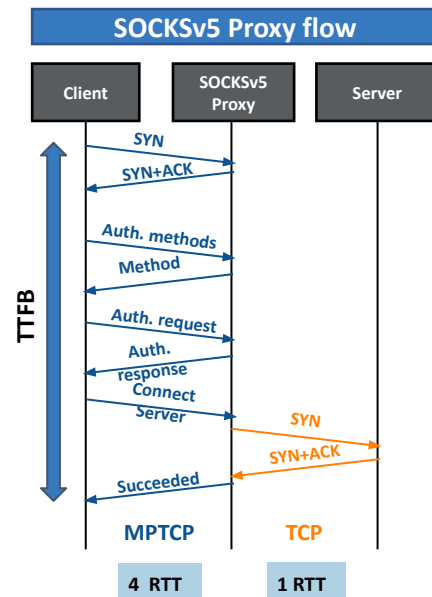 SOCKSv5 Proxy flow
Client
SOCKSv5
Proxy
Server
TTFB
SYN
SYN+ACK
Auth. methods
Method
Auth. request
Auth.
response
Connect
Server
SYN
SYN+ACK
Succeeded
MPTCP
TCP
4 RTT
1 RTT